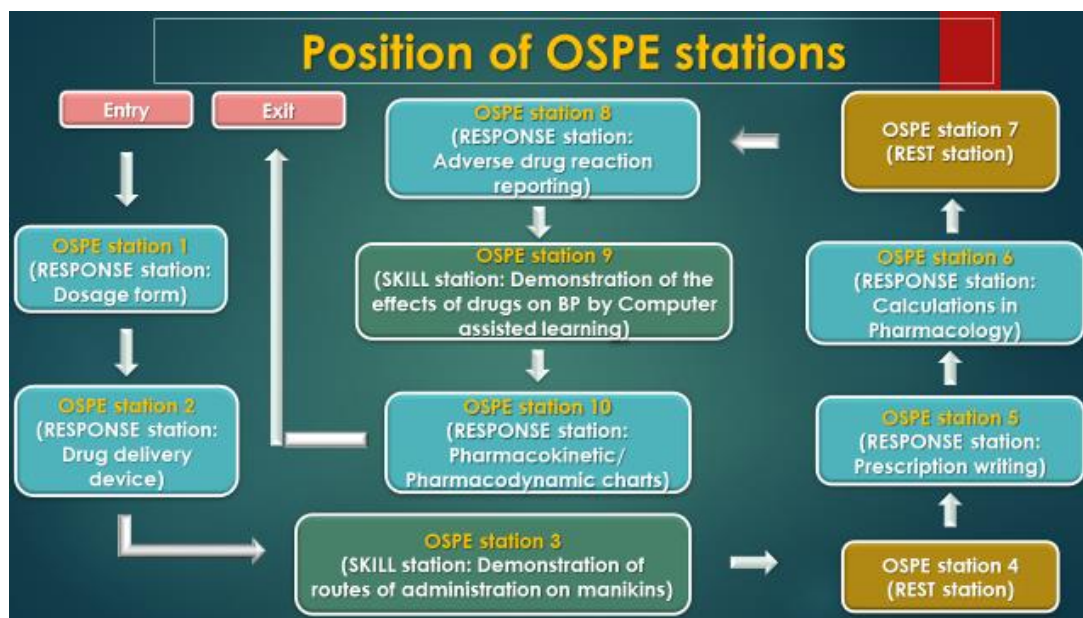 Position of OSPE stations
Entry
Exit
OSPE station 1
(RESPONSE station:
Dosage form)
OSPE station 2
(RESPONSE station:
Drug delivery
device)
OSPE station 3
(SKILL station: Demonstration of
routes of administration on manikins)
OSPE station 4
(REST station)
OSPE station 5
(RESPONSE station:
Prescription writing)
OSPE station 6
(RESPONSE station:
Calculations in
Pharmacology)
OSPE station 7
(REST station)
OSPE station 8
(RESPONSE station:
Adverse drug reaction
reporting)
OSPE station 9
(SKILL station: Demonstration of the
effects of drugs on BP by Computer
assisted learning)
OSPE station 10
(RESPONSE station:
Pharmacokinetic/
Pharmacodynamic charts)